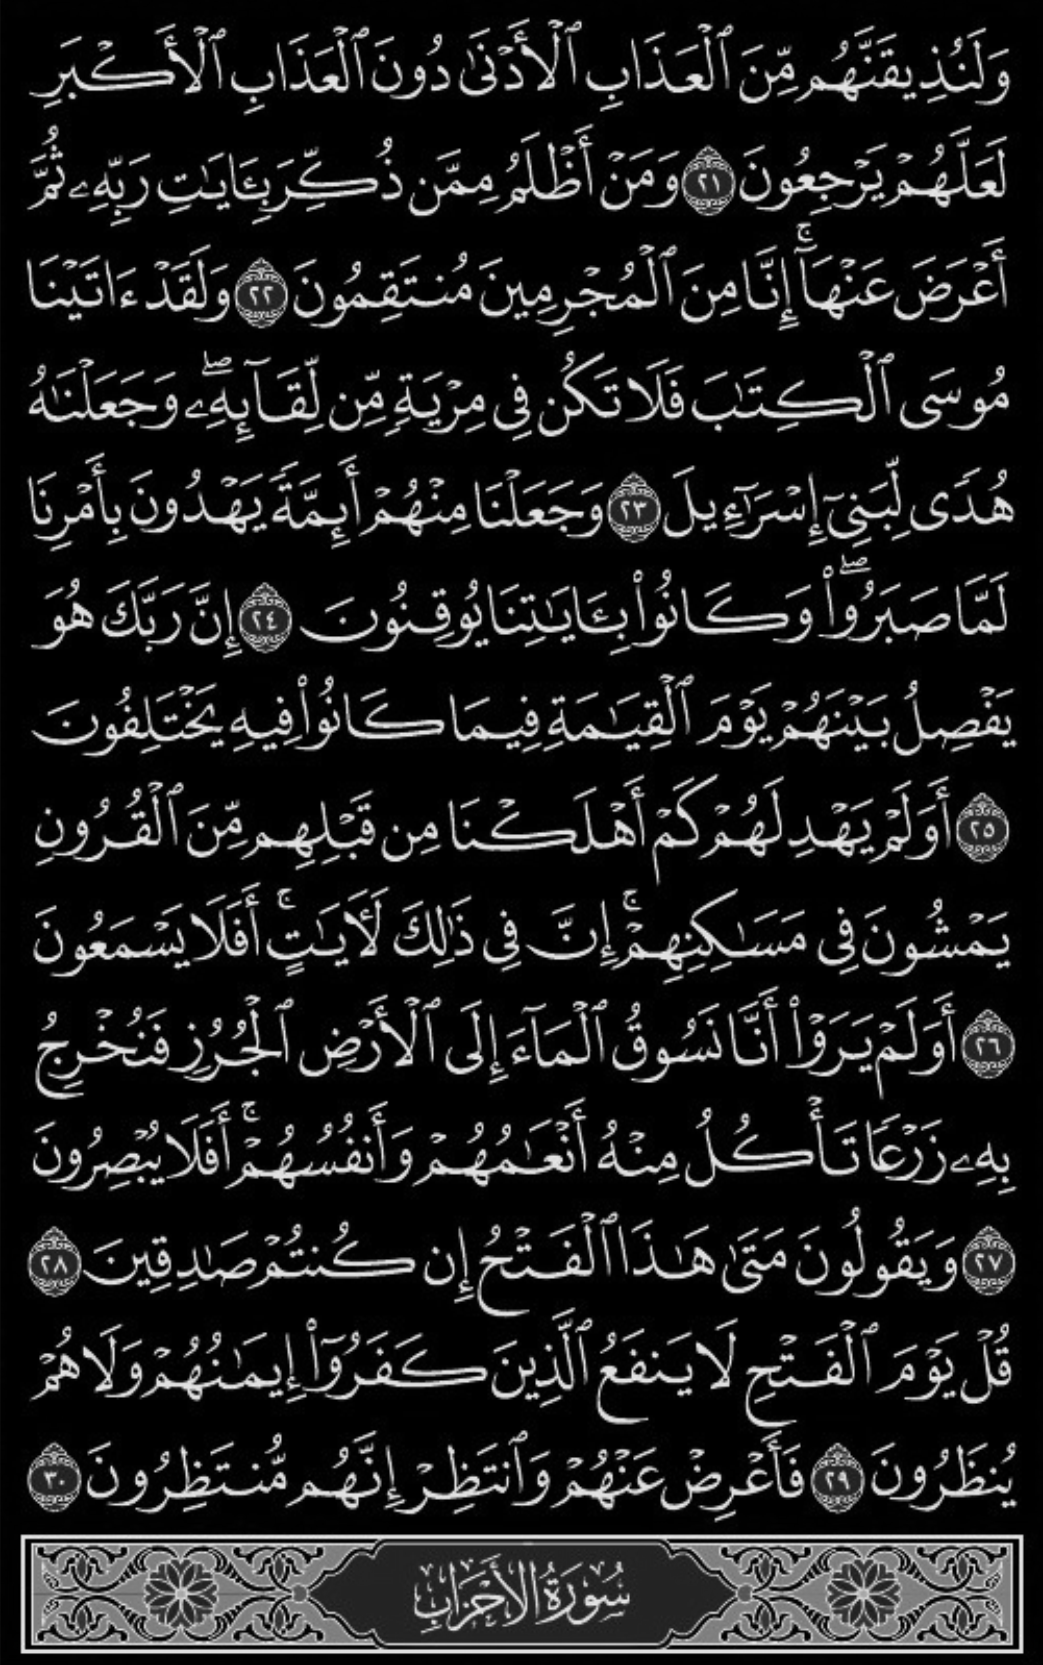 وَلَنُذِيقَنَّهُم مِّنَ ٱلْعَذَابِ ٱلْأَدْنَىٰ دُونَ ٱلْعَذَابِ ٱلْأَكْبَرِ
لَعَلَّهُمْ يَرْجِعُونَ ٢١ وَمَنْ أَظْلَمُ مِمَّن ذُكِّرَ بِـَٔايَـٰتِ رَبِّهِۦ ثُمَّ
أَعْرَضَ عَنْهَآ ۚ إِنَّا مِنَ ٱلْمُجْرِمِينَ مُنتَقِمُونَ ٢٢ وَلَقَدْ ءَاتَيْنَا
مُوسَى ٱلْكِتَـٰبَ فَلَا تَكُن فِى مِرْيَةٍ مِّن لِّقَآئِهِۦ ۖ وَجَعَلْنَـٰهُ
هُدًى لِّبَنِىٓ إِسْرَٰٓءِيلَ ٢٣ وَجَعَلْنَا مِنْهُمْ أَئِمَّةً يَهْدُونَ بِأَمْرِنَا
لَمَّا صَبَرُوا۟ ۖ وَكَانُوا۟ بِـَٔايَـٰتِنَا يُوقِنُونَ ٢٤ إِنَّ رَبَّكَ هُوَ
يَفْصِلُ بَيْنَهُمْ يَوْمَ ٱلْقِيَـٰمَةِ فِيمَا كَانُوا۟ فِيهِ يَخْتَلِفُونَ
٢٥ أَوَلَمْ يَهْدِ لَهُمْ كَمْ أَهْلَكْنَا مِن قَبْلِهِم مِّنَ ٱلْقُرُونِ
يَمْشُونَ فِى مَسَـٰكِنِهِمْ ۚ إِنَّ فِى ذَٰلِكَ لَـَٔايَـٰتٍ ۚ أَفَلَا يَسْمَعُونَ
٢٦ أَوَلَمْ يَرَوْا۟ أَنَّا نَسُوقُ ٱلْمَآءَ إِلَى ٱلْأَرْضِ ٱلْجُرُزِ فَنُخْرِجُ
بِهِۦ زَرْعًا تَأْكُلُ مِنْهُ أَنْعَـٰمُهُمْ وَأَنفُسُهُمْ ۚ أَفَلَا يُبْصِرُونَ
٢٧ وَيَقُولُونَ مَتَىٰ هَـٰذَا ٱلْفَتْحُ إِن كُنتُمْ صَـٰدِقِينَ ٢٨
قُلْ يَوْمَ ٱلْفَتْحِ لَا يَنفَعُ ٱلَّذِينَ كَفَرُوٓا۟ إِيمَـٰنُهُمْ وَلَا هُمْ
يُنظَرُونَ ٢٩ فَأَعْرِضْ عَنْهُمْ وَٱنتَظِرْ إِنَّهُم مُّنتَظِرُونَ ٣٠
سُورَةُ الأَحْزَابِ